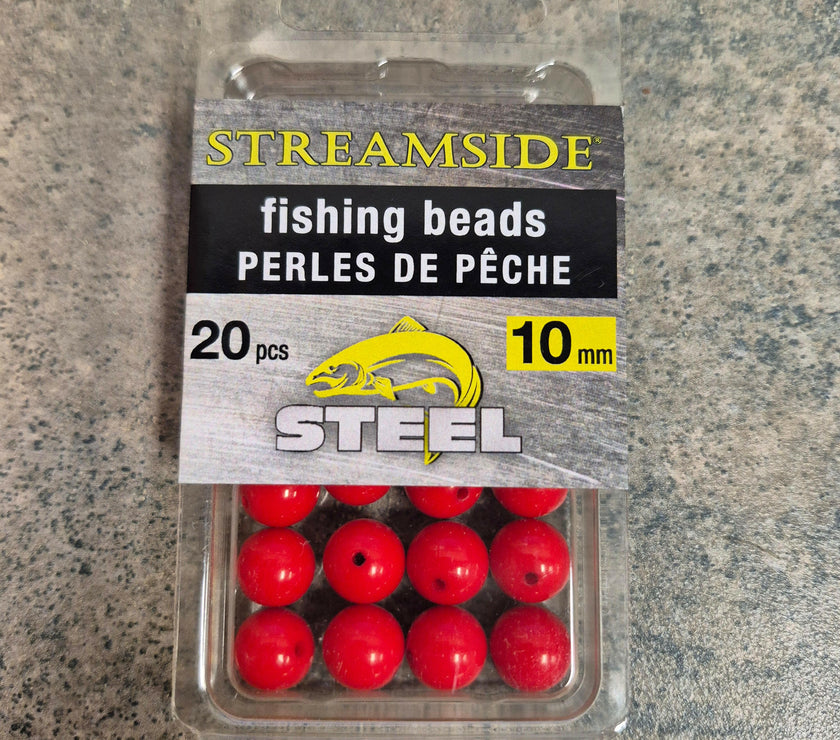 STREAMSIDE®
fishing beads
PERLES DE PÊCHE
20 pcs
10 mm
STEEL